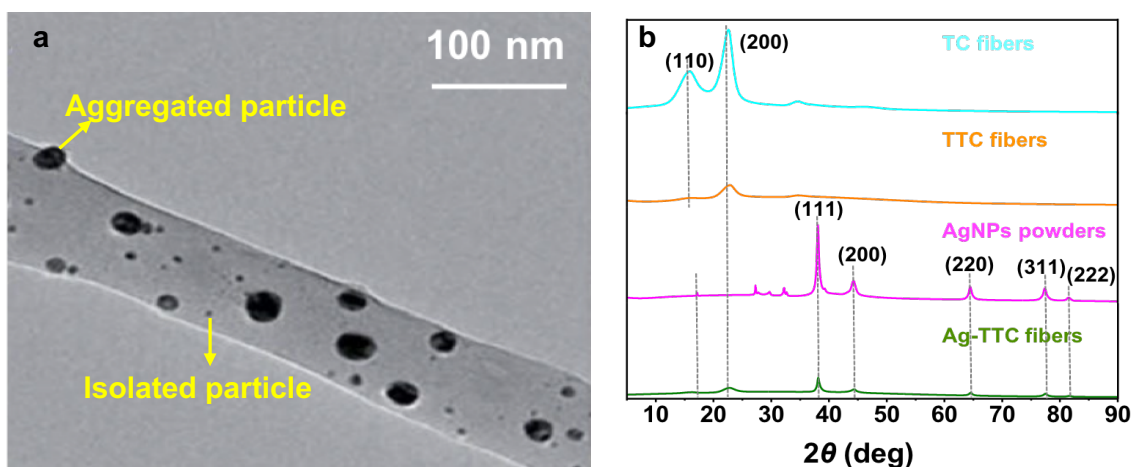 a
100 nm
Aggregated particle
Isolated particle
b
(110)
(200)
TC fibers
TTC fibers
(111)
(200)
AgNPs powders
(220)
(311)
(222)
Ag-TTC fibers
10 20 30 40 50 60 70 80 90
2θ (deg)